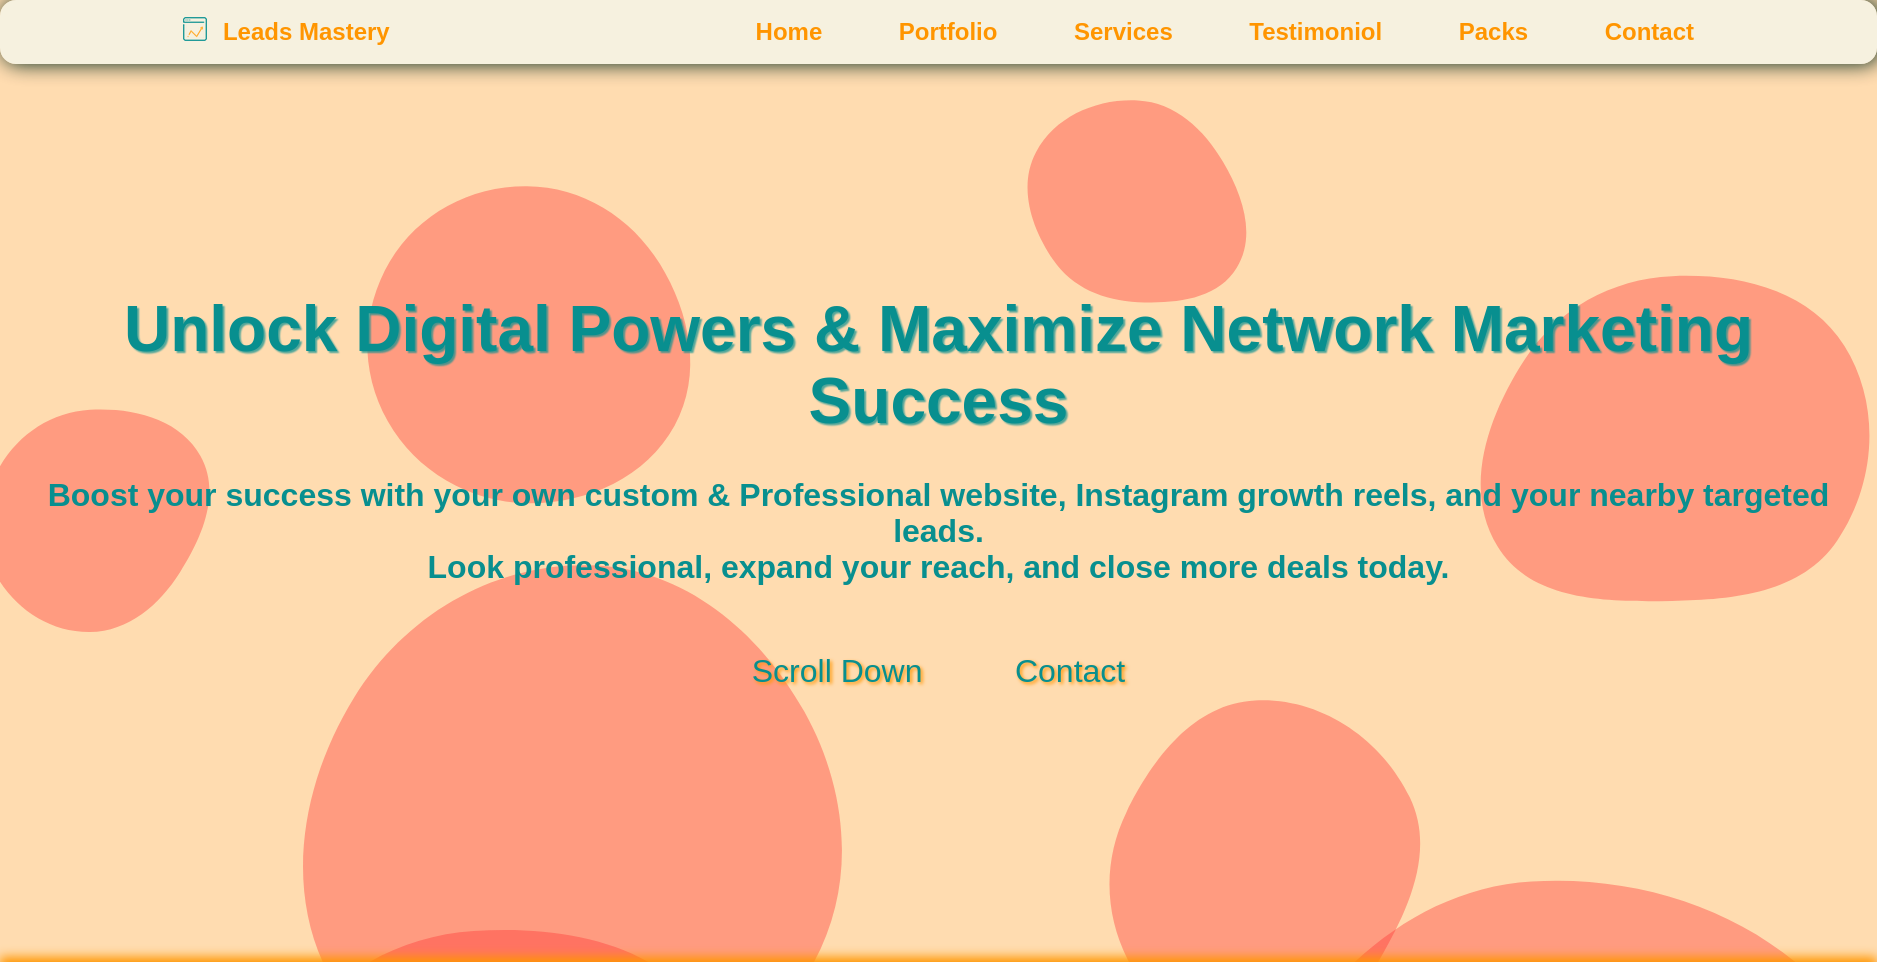 Leads Mastery Home Portfolio Services Testimoniol Packs Contact
Unlock Digital Powers & Maximize Network Marketing
Success
Boost your success with your own custom & Professional website, Instagram growth reels, and your nearby targeted
leads.
Look professional, expand your reach, and close more deals today.
Scroll Down Contact